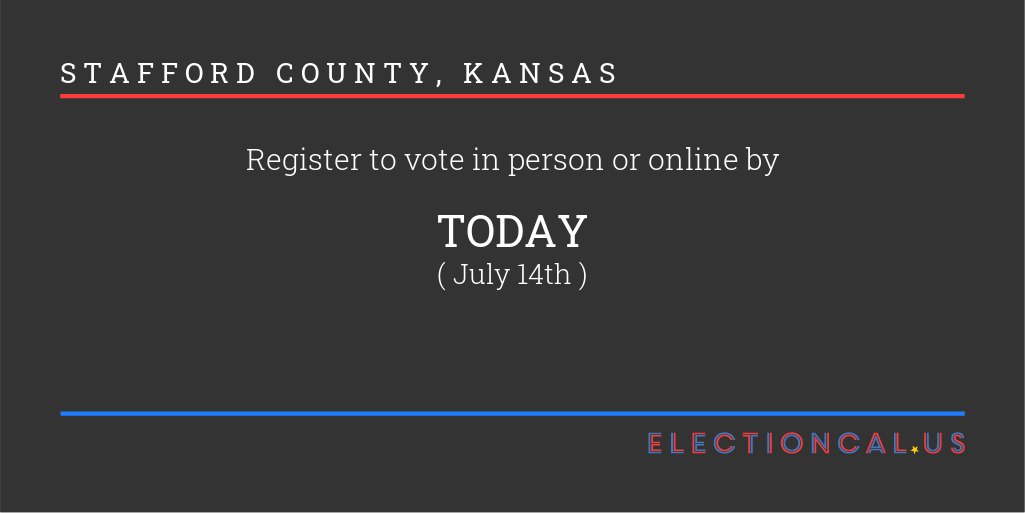 STAFFORD COUNTY, KANSAS
Register to vote in person or online by
TODAY
( July 14th )
ELECTIONCAL.US